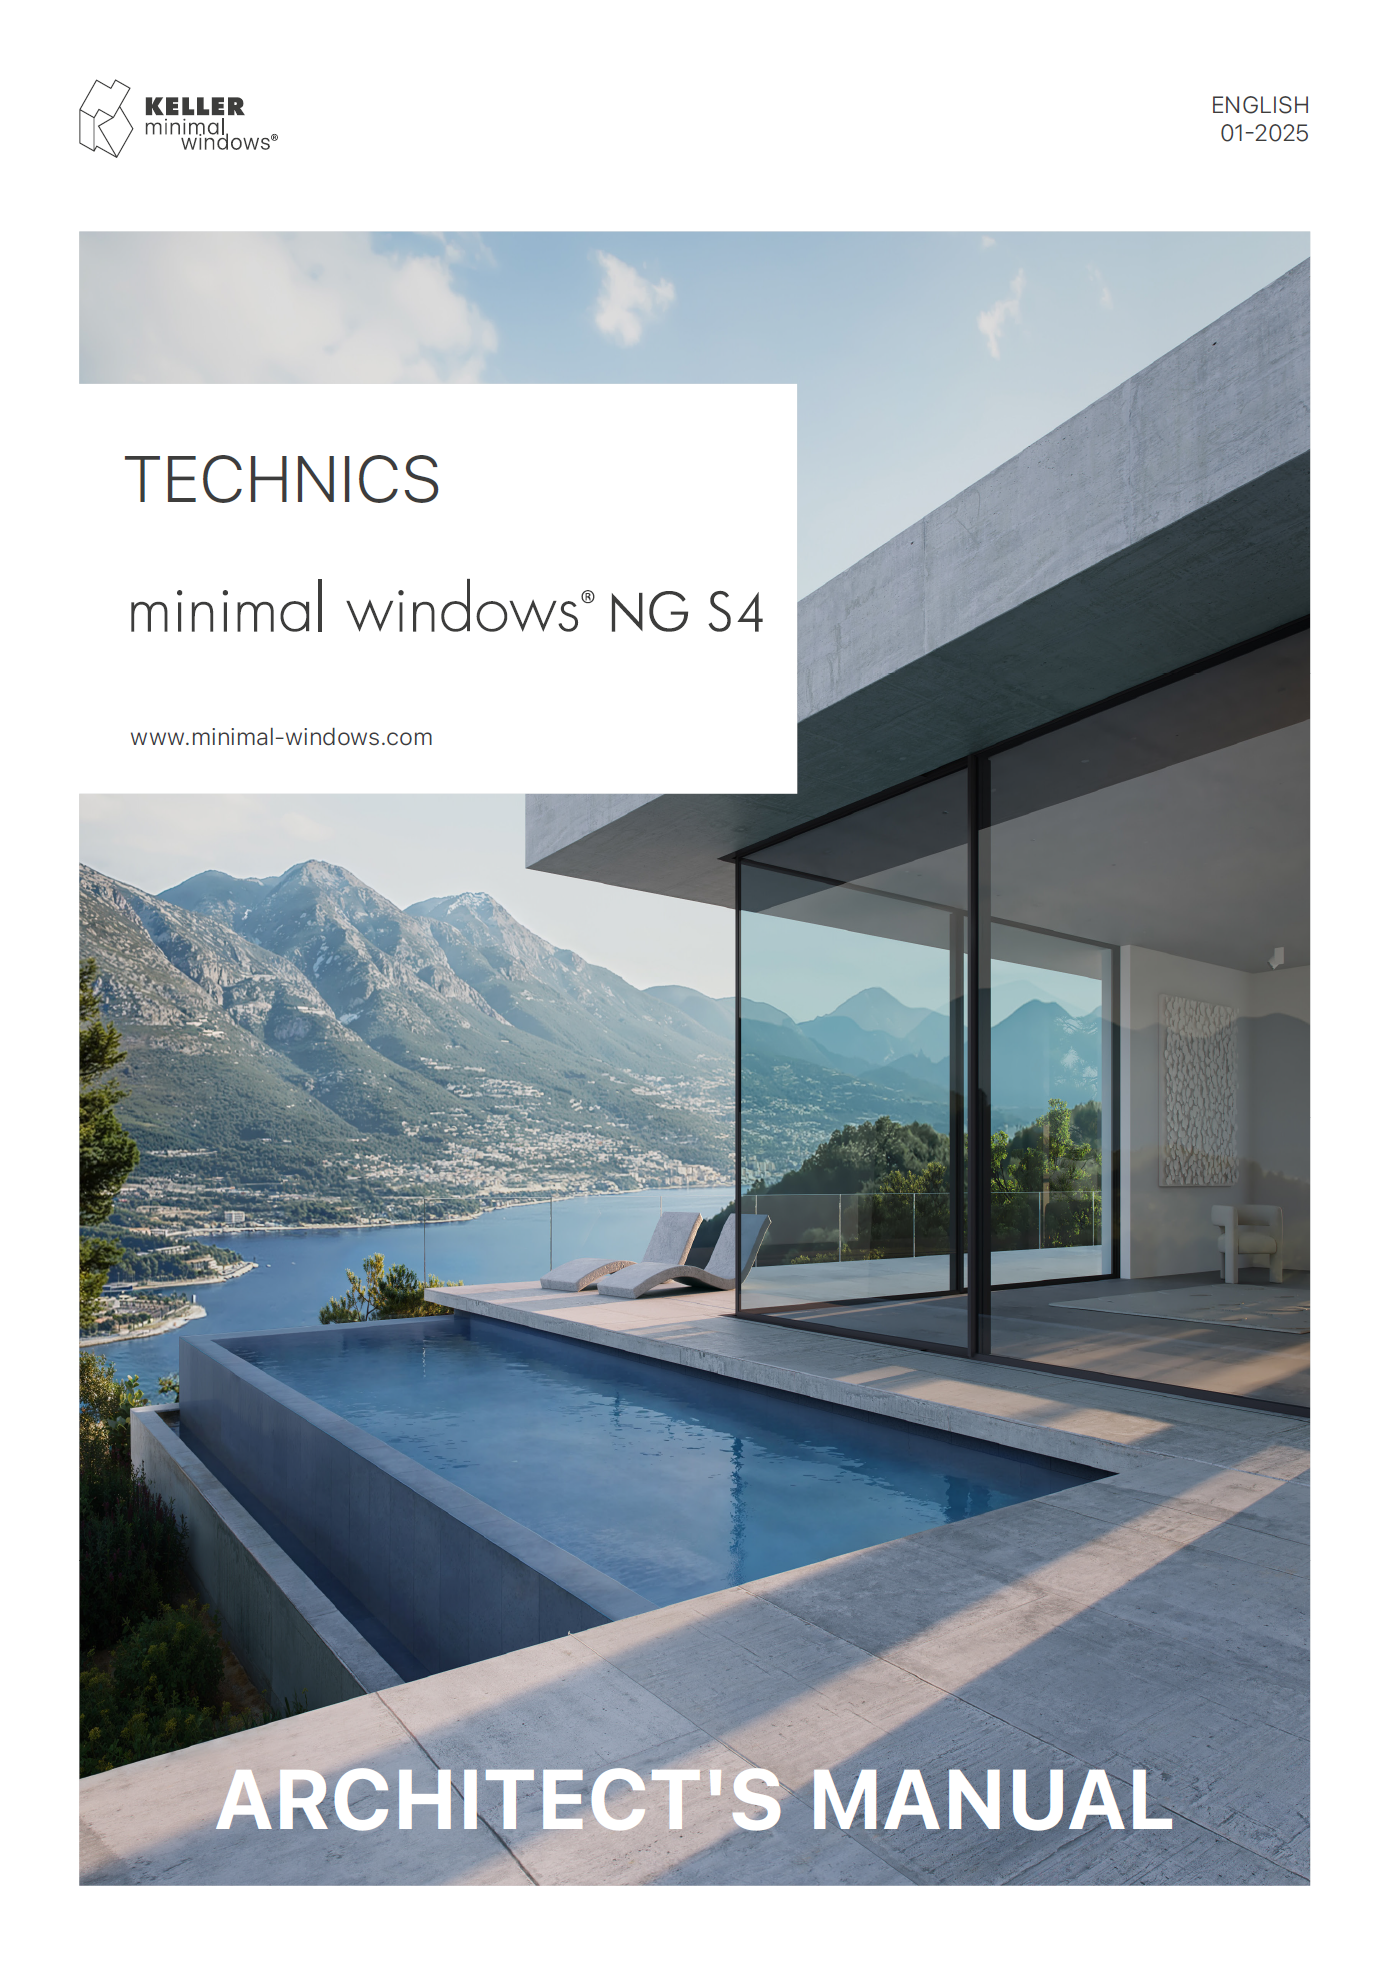 KELLER
minimal
windows®
ENGLISH
01-2025
TECHNICS
minimal windows® NG S4
www.minimal-windows.com
ARCHITECT'S MANUAL